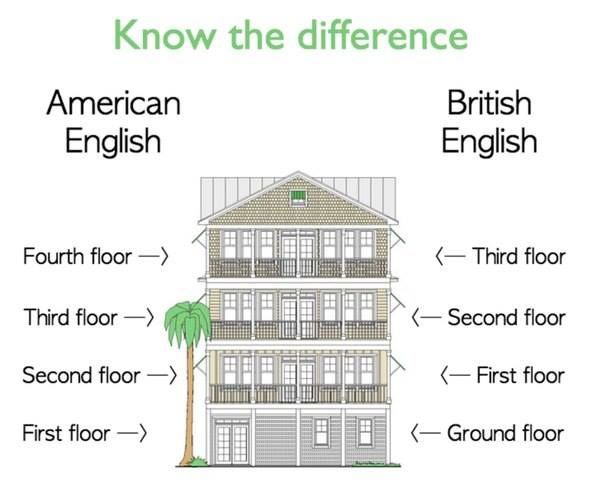 Know the difference
American
English
British
English
Fourth floor —>
<— Third floor
Third floor —>
<— Second floor
Second floor —>
<— First floor
First floor —>
<— Ground floor